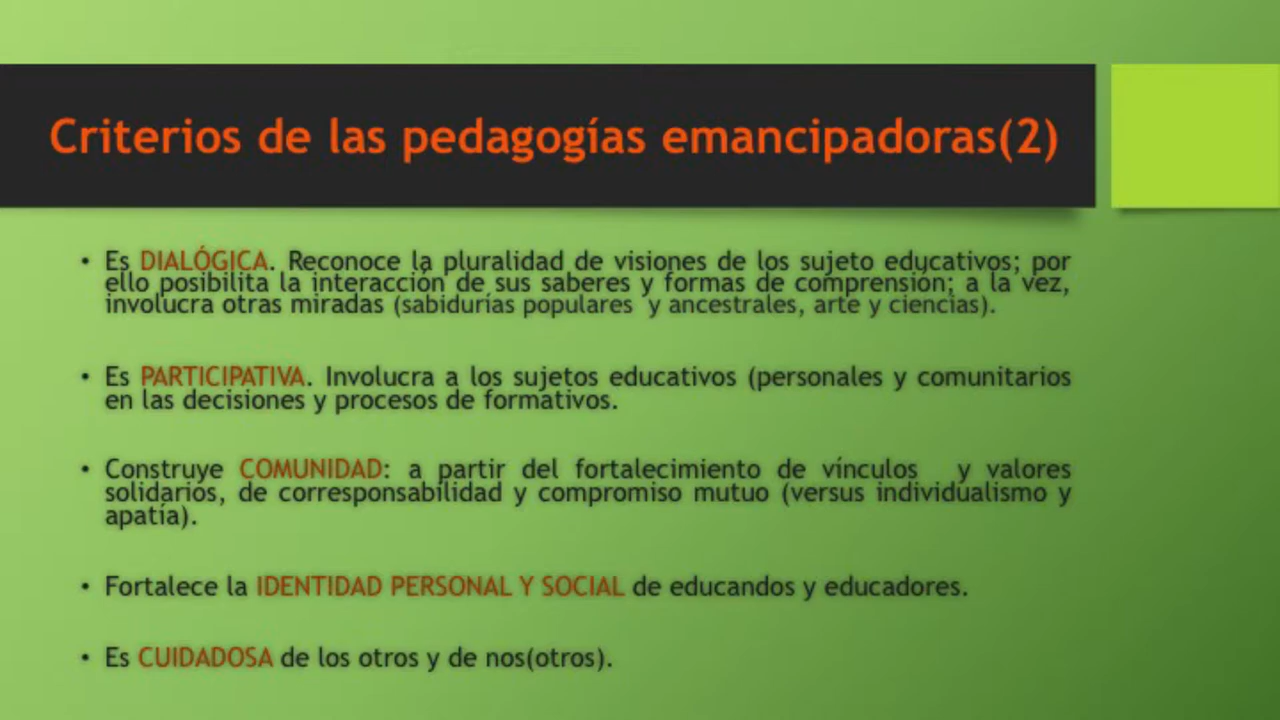 Criterios de las pedagogías emancipadoras(2)
• Es DIALÓGICA. Reconoce la pluralidad de visiones de los sujeto educativos; por
ello posibilita la interacción de sus saberes y formas de comprensión; a la vez,
involucra otras miradas (sabidurías populares y ancestrales, arte y ciencias).
• Es PARTICIPATIVA. Involucra a los sujetos educativos (personales y comunitarios
en las decisiones y procesos de formativos.
• Construye COMUNIDAD: a partir del fortalecimiento de vínculos y valores
solidarios, de corresponsabilidad y compromiso mutuo (versus individualismo y
apatía).
• Fortalece la IDENTIDAD PERSONAL Y SOCIAL de educandos y educadores.
• Es CUIDADOSA de los otros y de nos(otros).